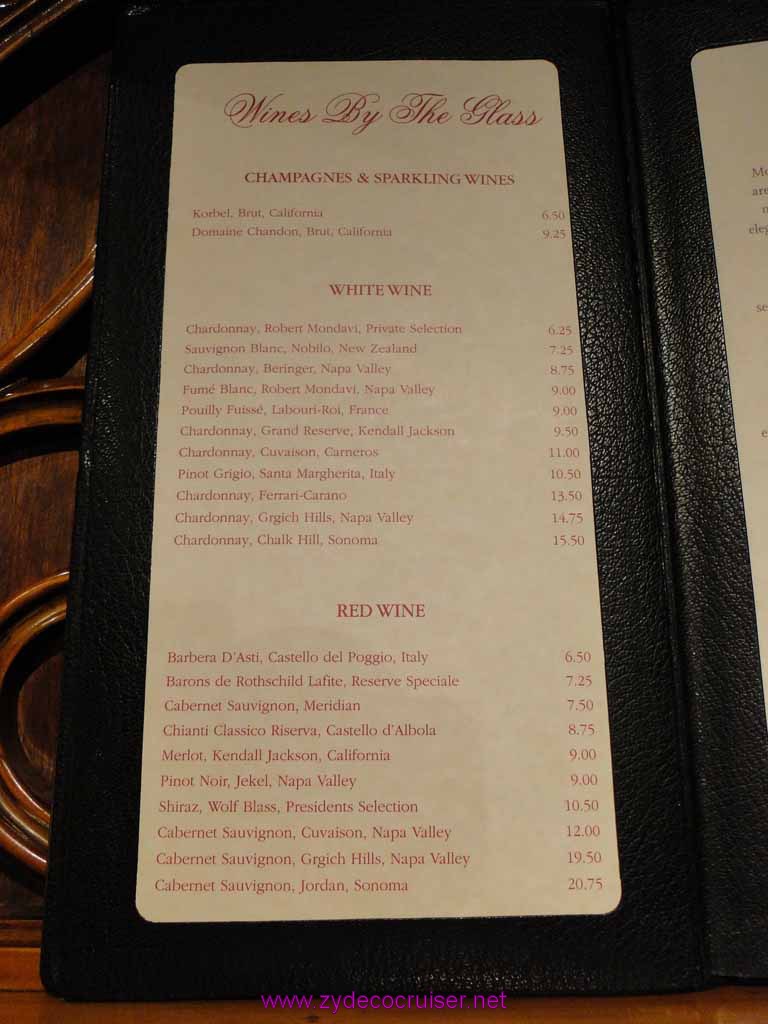 Wines By The Glass
CHAMPAGNES & SPARKLING WINES
Korbel, Brut, California 6.50
Domaine Chandon, Brut, California 9.25
WHITE WINE
Chardonnay, Robert Mondavi, Private Selection 6.25
Sauvignon Blanc, Nobilo, New Zealand 7.25
Chardonnay, Beringer, Napa Valley 8.75
Fumé Blanc, Robert Mondavi, Napa Valley 9.00
Pouilly Fuissé, Labouri-Roi, France 9.00
Chardonnay, Grand Reserve, Kendall Jackson 9.50
Chardonnay, Cuvaison, Carneros 11.00
Pinot Grigio, Santa Margherita, Italy 10.50
Chardonnay, Ferrari-Carano 13.50
Chardonnay, Grgich Hills, Napa Valley 14.75
Chardonnay, Chalk Hill, Sonoma 15.50
RED WINE
Barbera D'Asti, Castello del Poggio, Italy 6.50
Barons de Rothschild Lafite, Reserve Speciale 7.25
Cabernet Sauvignon, Meridian 7.50
Chianti Classico Riserva, Castello d'Albola 8.75
Merlot, Kendall Jackson, California 9.00
Pinot Noir, Jekel, Napa Valley 9.00
Shiraz, Wolf Blass, Presidents Selection 10.50
Cabernet Sauvignon, Cuvaison, Napa Valley 12.00
Cabernet Sauvignon, Grgich Hills, Napa Valley 19.50
Cabernet Sauvignon, Jordan, Sonoma 20.75
www.zydecocruiser.net